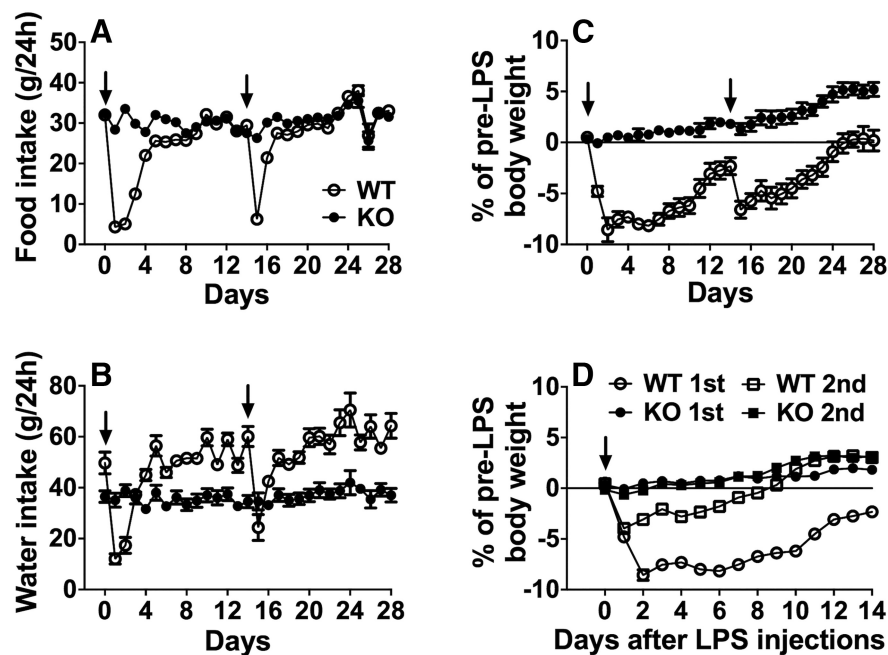 A
Food intake (g/24h)
50
40
30
20
10
0
WT
KO
0 4 8 12 16 20 24 28
Days
C
% of pre-LPS
body weight
10
5
0
-5
-10
0 4 8 12 16 20 24 28
Days
B
Water intake (g/24h)
80
60
40
20
0
0 4 8 12 16 20 24 28
Days
D
WT 1st WT 2nd
KO 1st KO 2nd
% of pre-LPS
body weight
10
5
0
-5
-10
0 2 4 6 8 10 12 14
Days after LPS injections